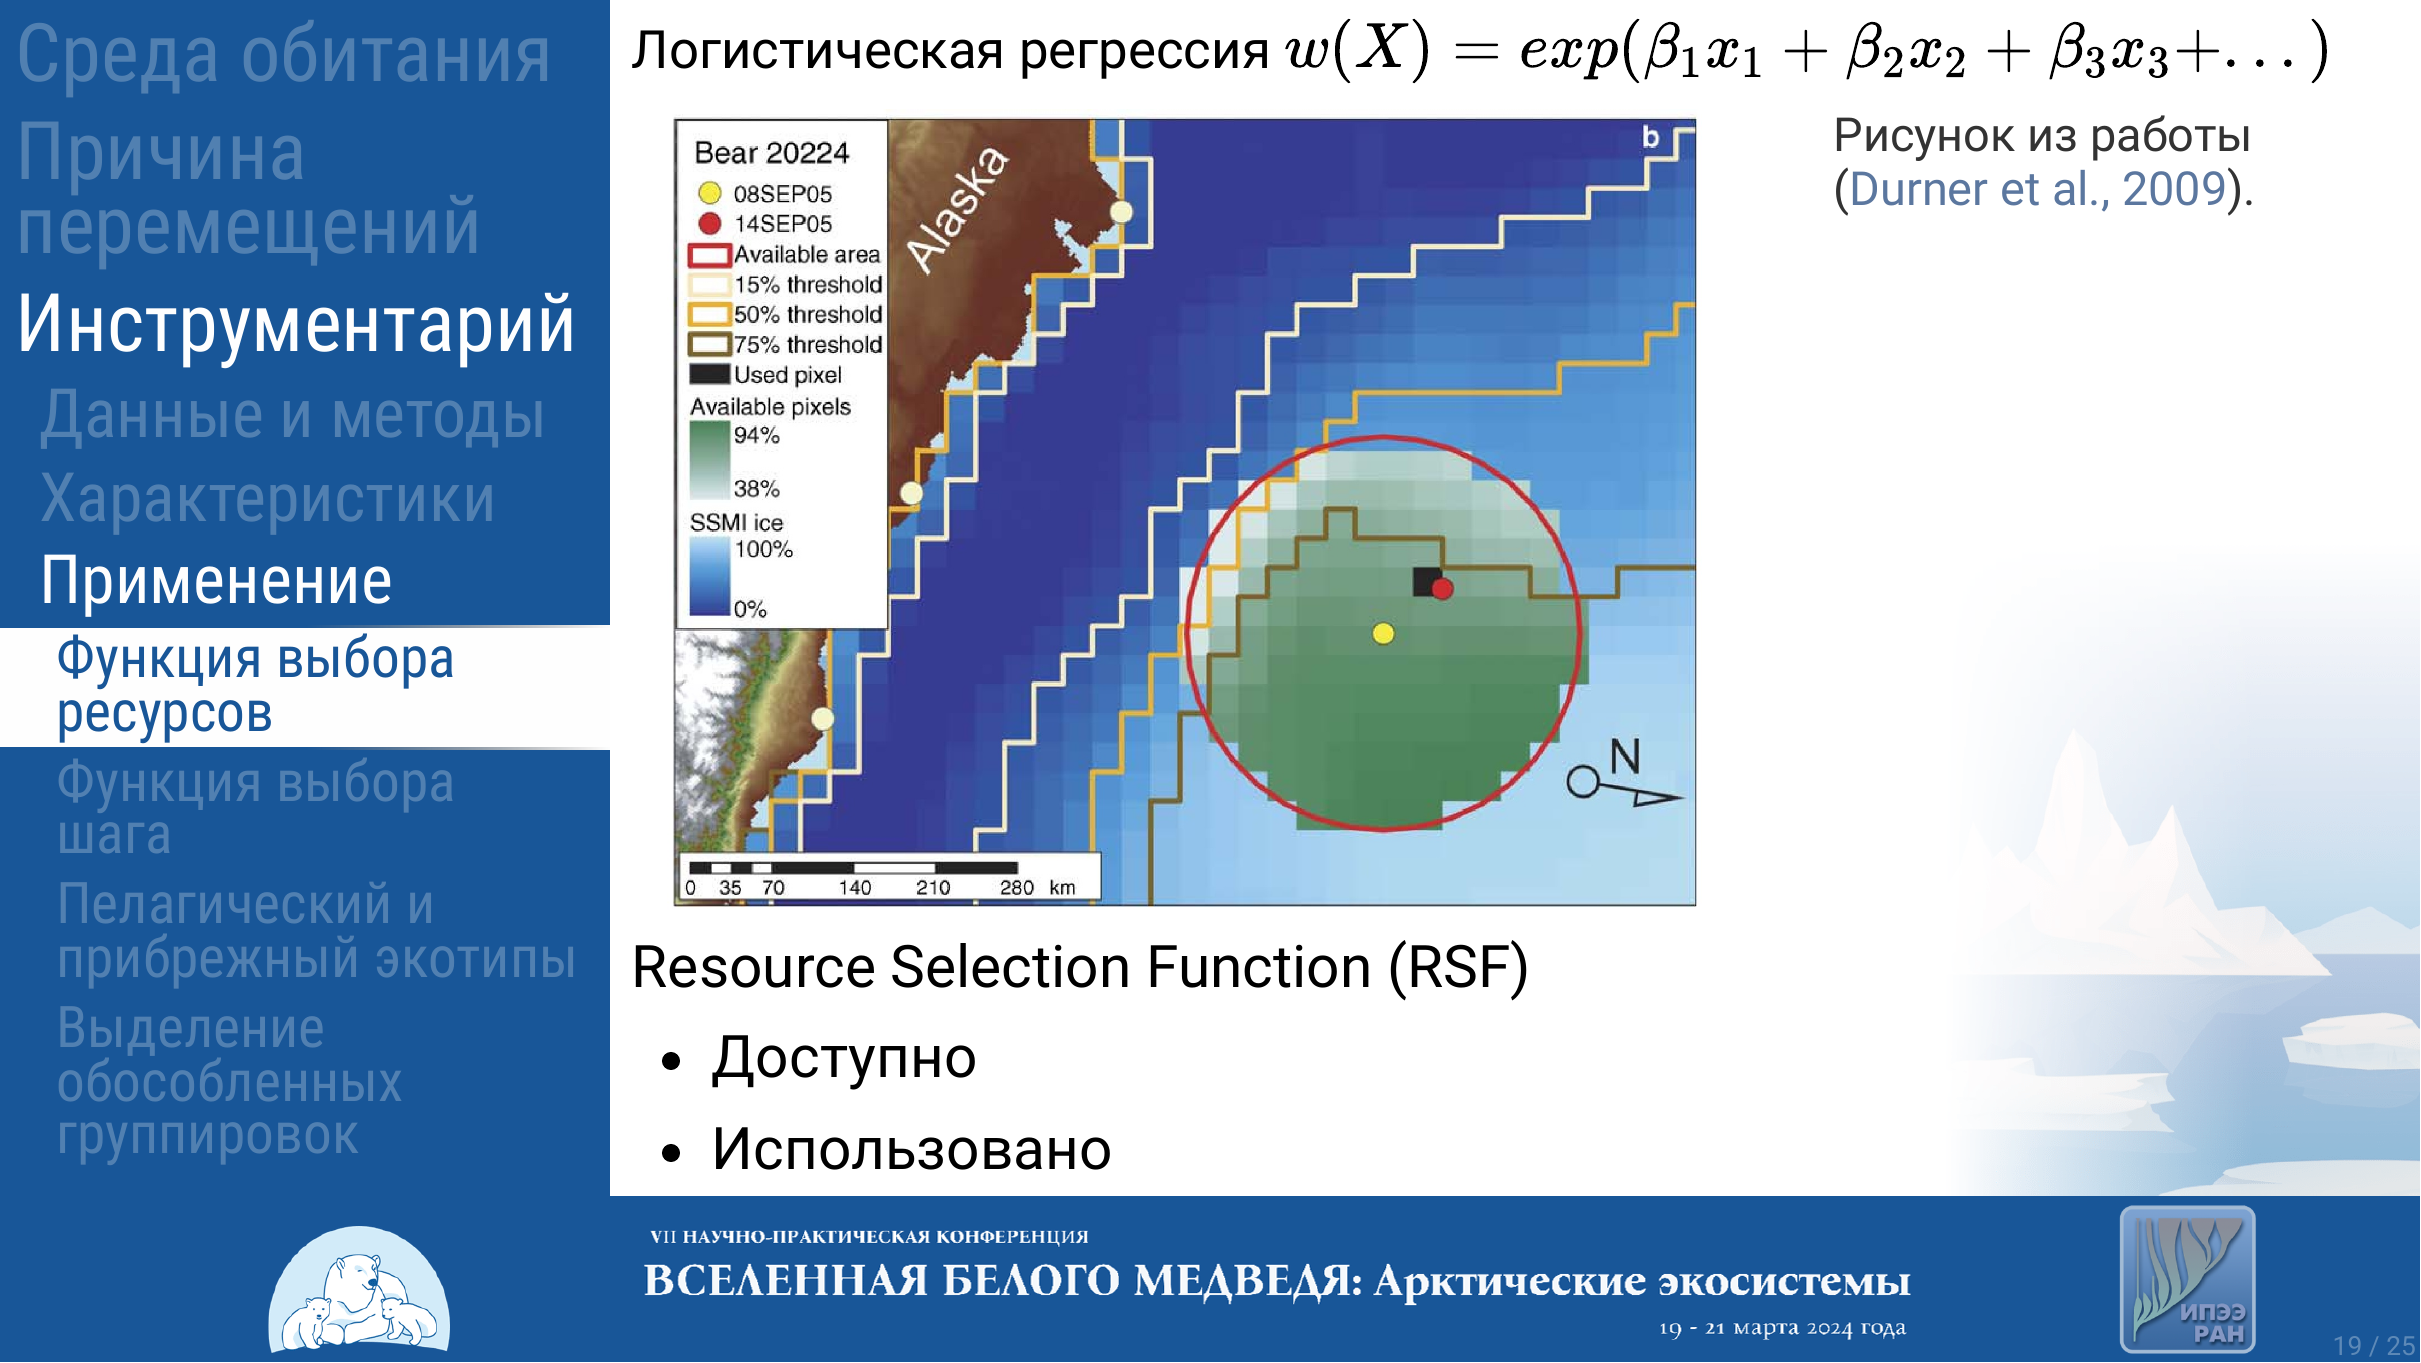 Среда обитания
Причина
перемещений
Инструментарий
Данные и методы
Характеристики
Применение
Функция выбора
ресурсов
Функция выбора
шага
Пелагический и
прибрежный экотипы
Выделение
обособленных
группировок
Логистическая регрессия w(X) = exp(β₁x₁ + β₂x₂ + β₃x₃+...)
Bear 20224
08SEP05
14SEP05
Available area
15% threshold
50% threshold
75% threshold
Used pixel
Available pixels
94%
38%
SSMI ice
100%
0%
Alaska
b
N
0 35 70 140 210 280 km
Рисунок из работы
(Durner et al., 2009).
Resource Selection Function (RSF)
• Доступно
• Использовано
VII НАУЧНО-ПРАКТИЧЕСКАЯ КОНФЕРЕНЦИЯ
ВСЕЛЕННАЯ БЕЛОГО МЕДВЕДЯ: Арктические экосистемы
19 - 21 марта 2024 года
ИПЭЭ
РАН
19 / 25